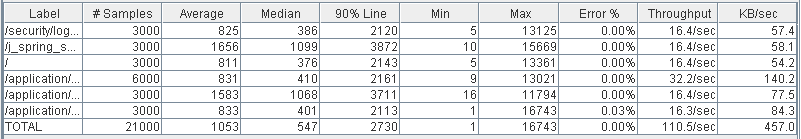 Label # Samples Average Median 90% Line Min Max Error % Throughput KB/sec
/security/log... 3000 825 386 2120 5 13125 0.00% 16.4/sec 57.4
/j_spring_s... 3000 1656 1099 3872 10 15669 0.00% 16.4/sec 58.1
/ 3000 811 376 2143 5 13361 0.00% 16.4/sec 54.2
/application/... 6000 831 410 2161 9 13021 0.00% 32.2/sec 140.2
/application/... 3000 1583 1068 3711 16 11794 0.00% 16.4/sec 77.5
/application/... 3000 833 401 2113 1 16743 0.03% 16.3/sec 84.3
TOTAL 21000 1053 547 2730 1 16743 0.00% 110.5/sec 457.0